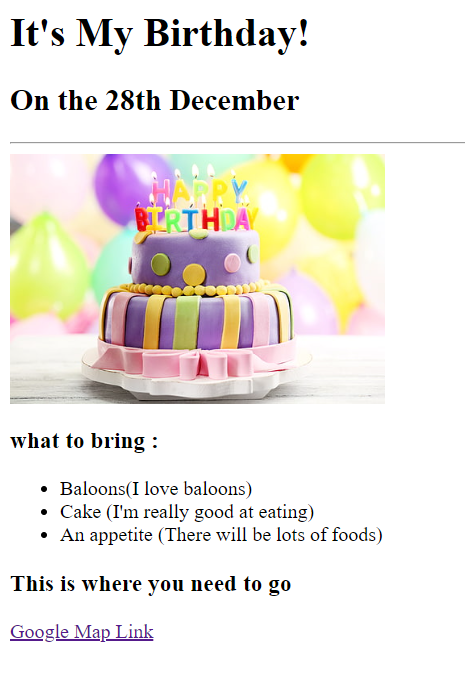 It's My Birthday!
On the 28th December
HAPPY
BIRTHDAY
what to bring :
Baloons(I love baloons)
Cake (I'm really good at eating)
An appetite (There will be lots of foods)
This is where you need to go
Google Map Link